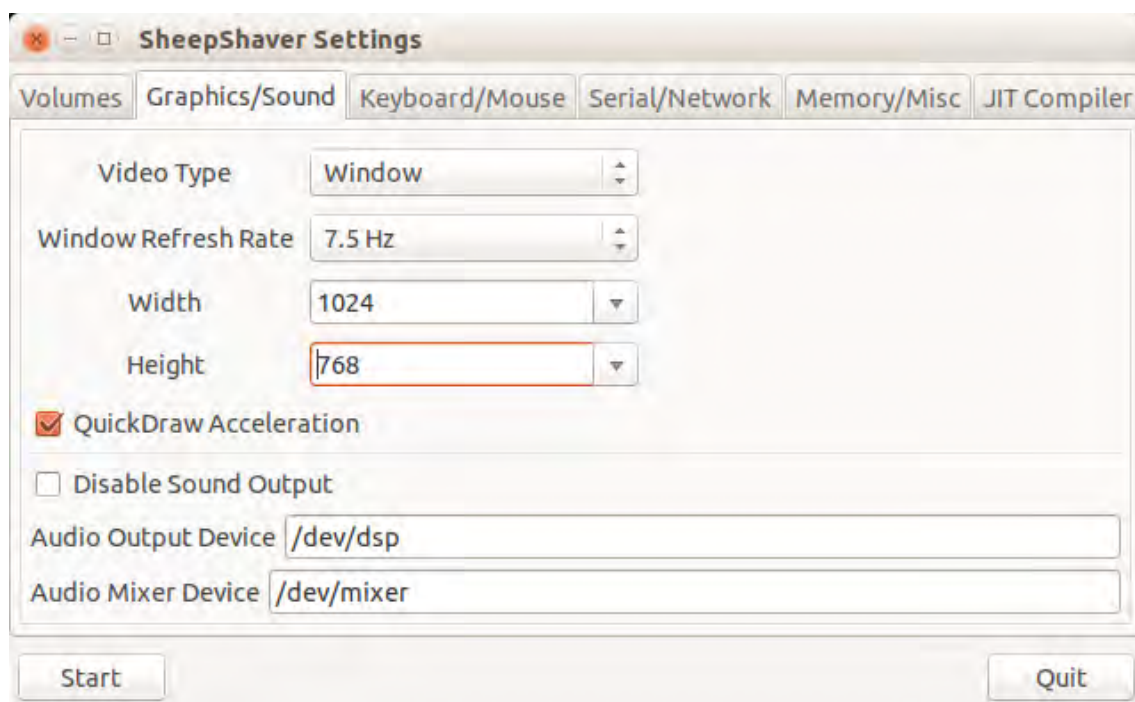 SheepShaver Settings
Volumes Graphics/Sound Keyboard/Mouse Serial/Network Memory/Misc JIT Compiler
Video Type Window
Window Refresh Rate 7.5 Hz
Width 1024
Height 768
QuickDraw Acceleration
Disable Sound Output
Audio Output Device /dev/dsp
Audio Mixer Device /dev/mixer
Start Quit